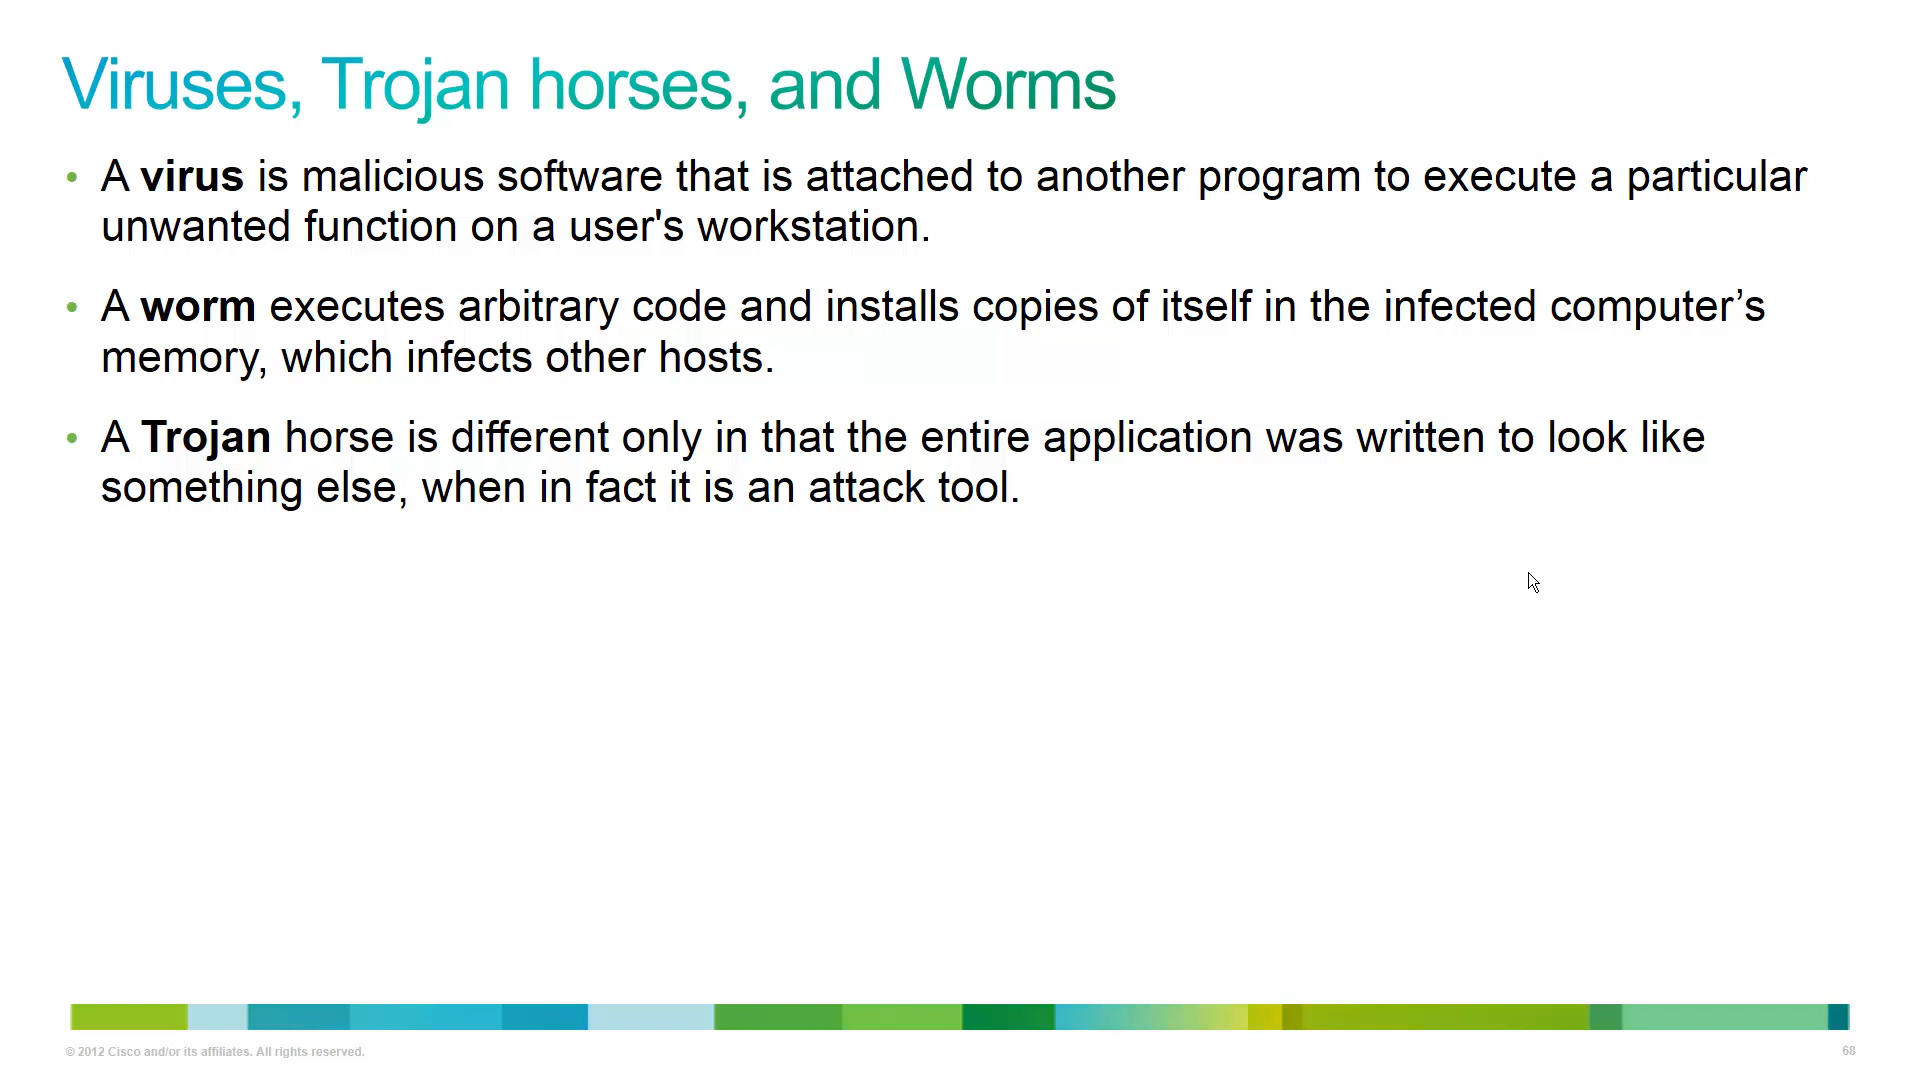 Viruses, Trojan horses, and Worms
• A virus is malicious software that is attached to another program to execute a particular
unwanted function on a user's workstation.
• A worm executes arbitrary code and installs copies of itself in the infected computer’s
memory, which infects other hosts.
• A Trojan horse is different only in that the entire application was written to look like
something else, when in fact it is an attack tool.
© 2012 Cisco and/or its affiliates. All rights reserved.
68